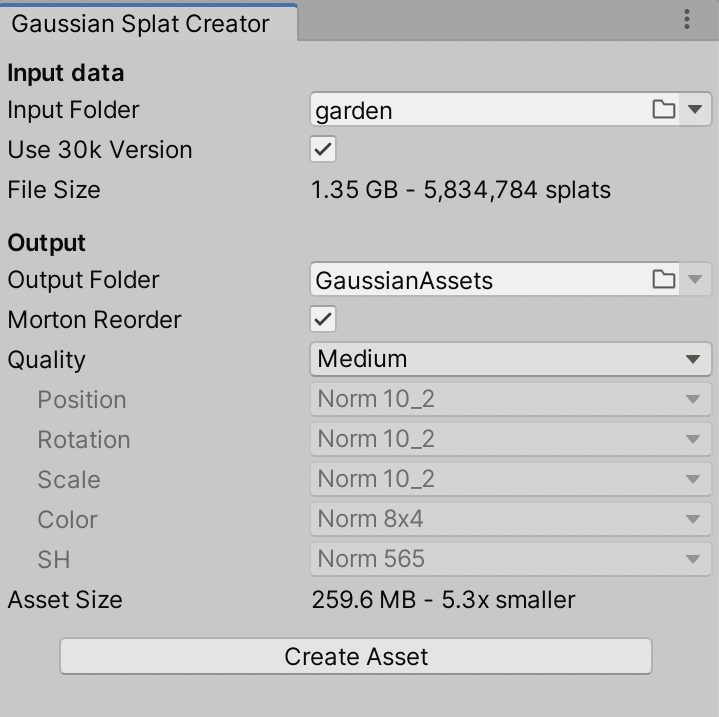 Gaussian Splat Creator
Input data
Input Folder garden
Use 30k Version
File Size 1.35 GB - 5,834,784 splats
Output
Output Folder GaussianAssets
Morton Reorder
Quality Medium
Position Norm 10_2
Rotation Norm 10_2
Scale Norm 10_2
Color Norm 8x4
SH Norm 565
Asset Size 259.6 MB - 5.3x smaller
Create Asset